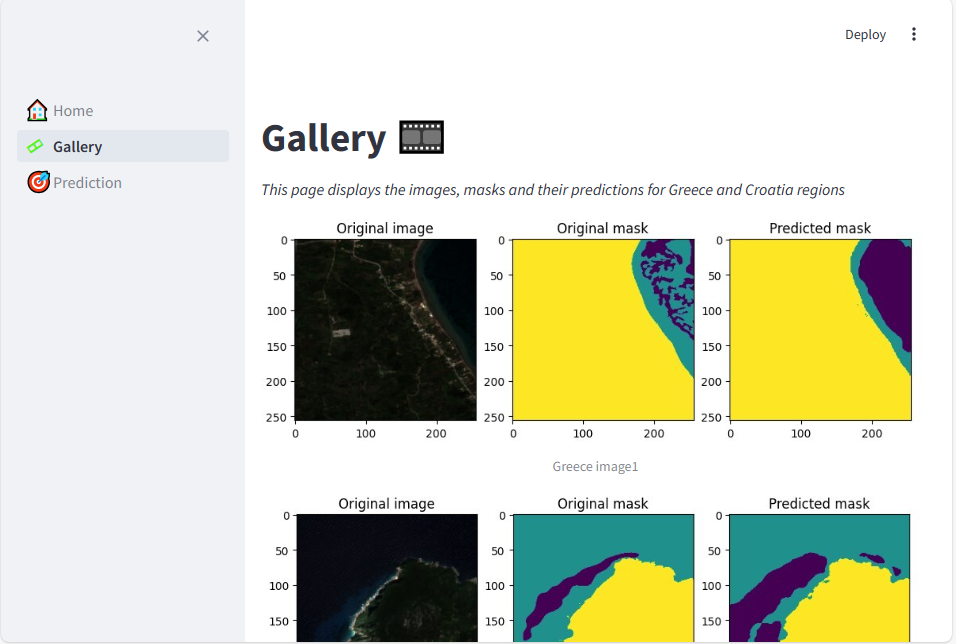 Deploy
Home
Gallery
Prediction
Gallery
This page displays the images, masks and their predictions for Greece and Croatia regions
Original image Original mask Predicted mask
0 0 0
50 50 50
100 100 100
150 150 150
200 200 200
250 250 250
0 100 200 0 100 200 0 100 200
Greece image1
Original image Original mask Predicted mask
0 0 0
50 50 50
100 100 100
150 150 150